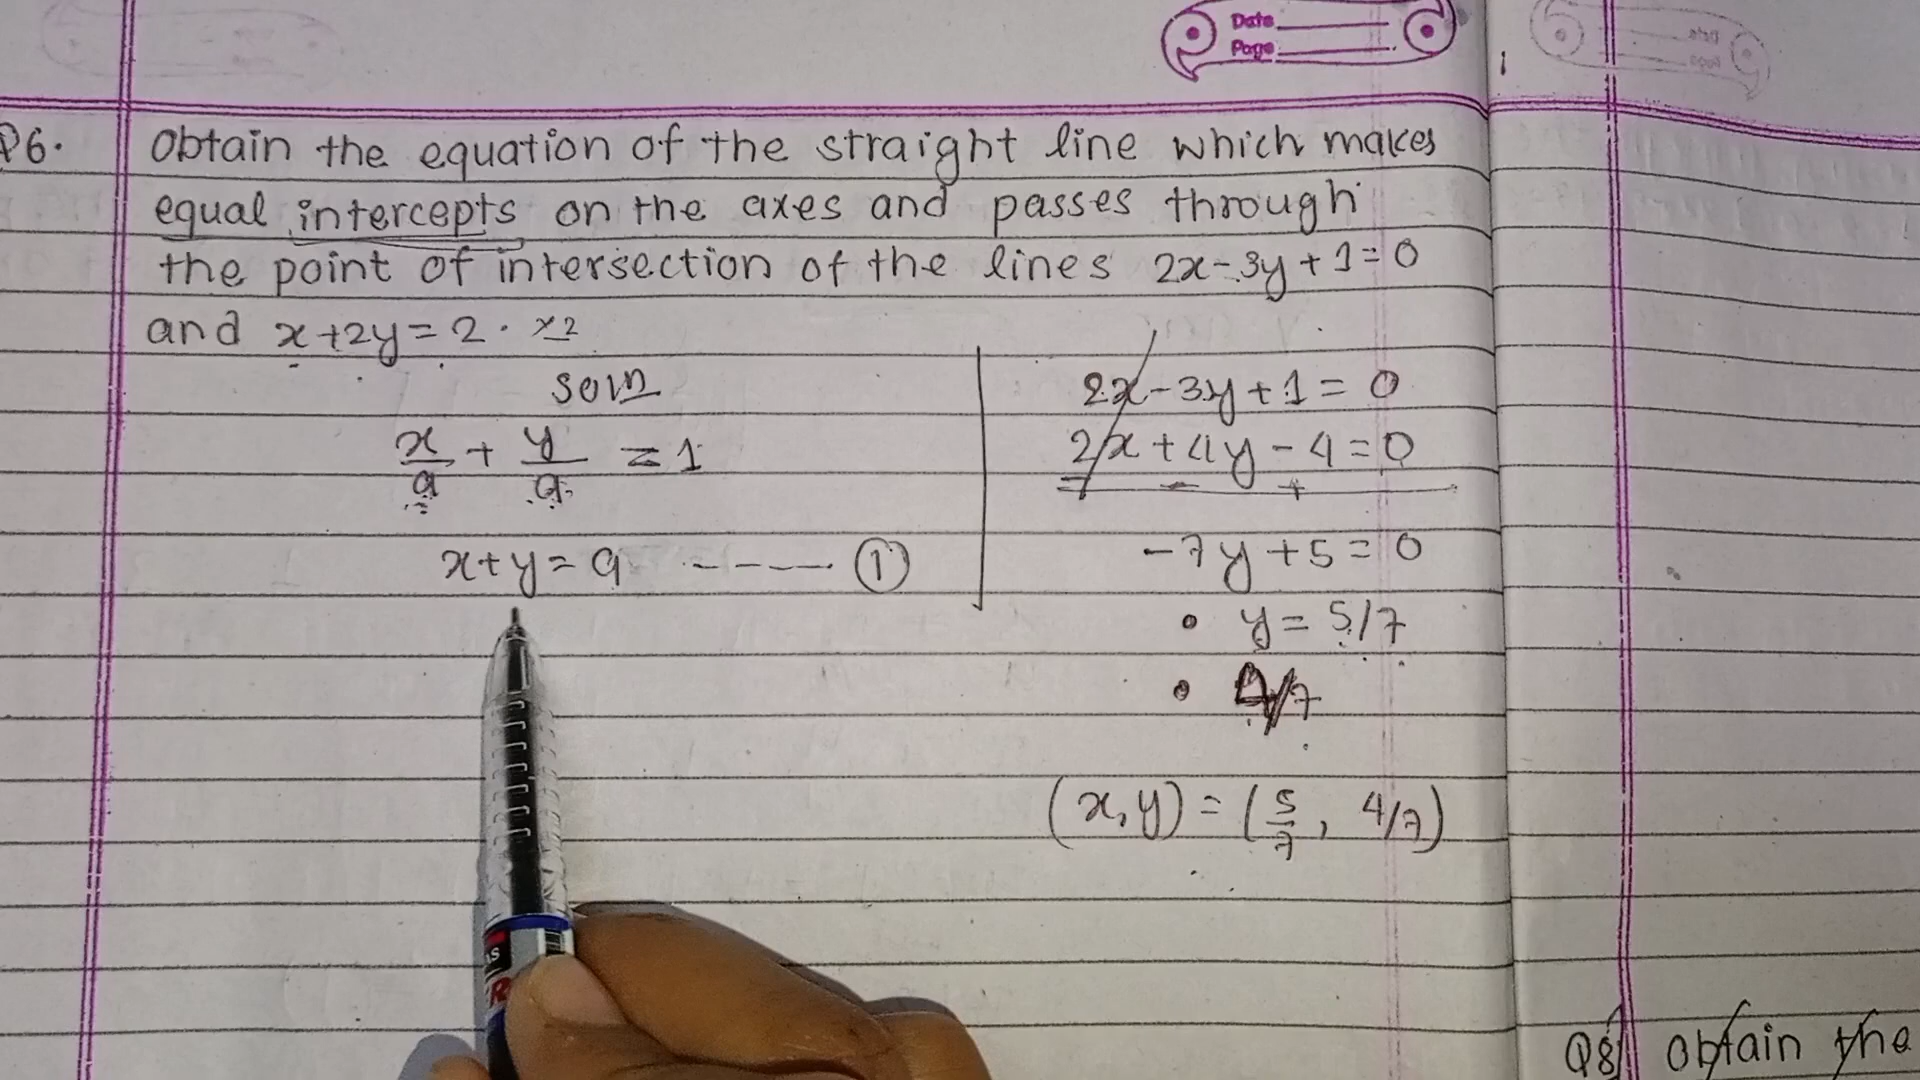 Date
Page
Q6. Obtain the equation of the straight line which makes
equal intercepts on the axes and passes through
the point of intersection of the lines 2x-3y+1=0
and x+2y=2. x2
soln
x/a + y/a = 1
x+y=a ----- ①
2x-3y+1=0
2x+4y-4=0
- - +
-7y+5=0
• y=5/7
• 4/7
(x,y)=(5/7, 4/7)
Q8 Obtain the